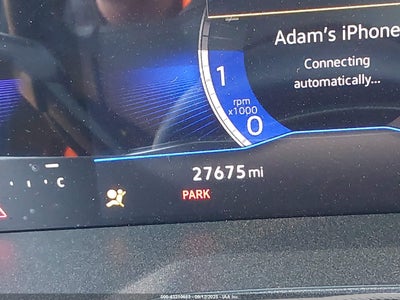 Adam's iPhone
Connecting
automatically...
1
rpm
x1000
0
27675 mi
C
PARK